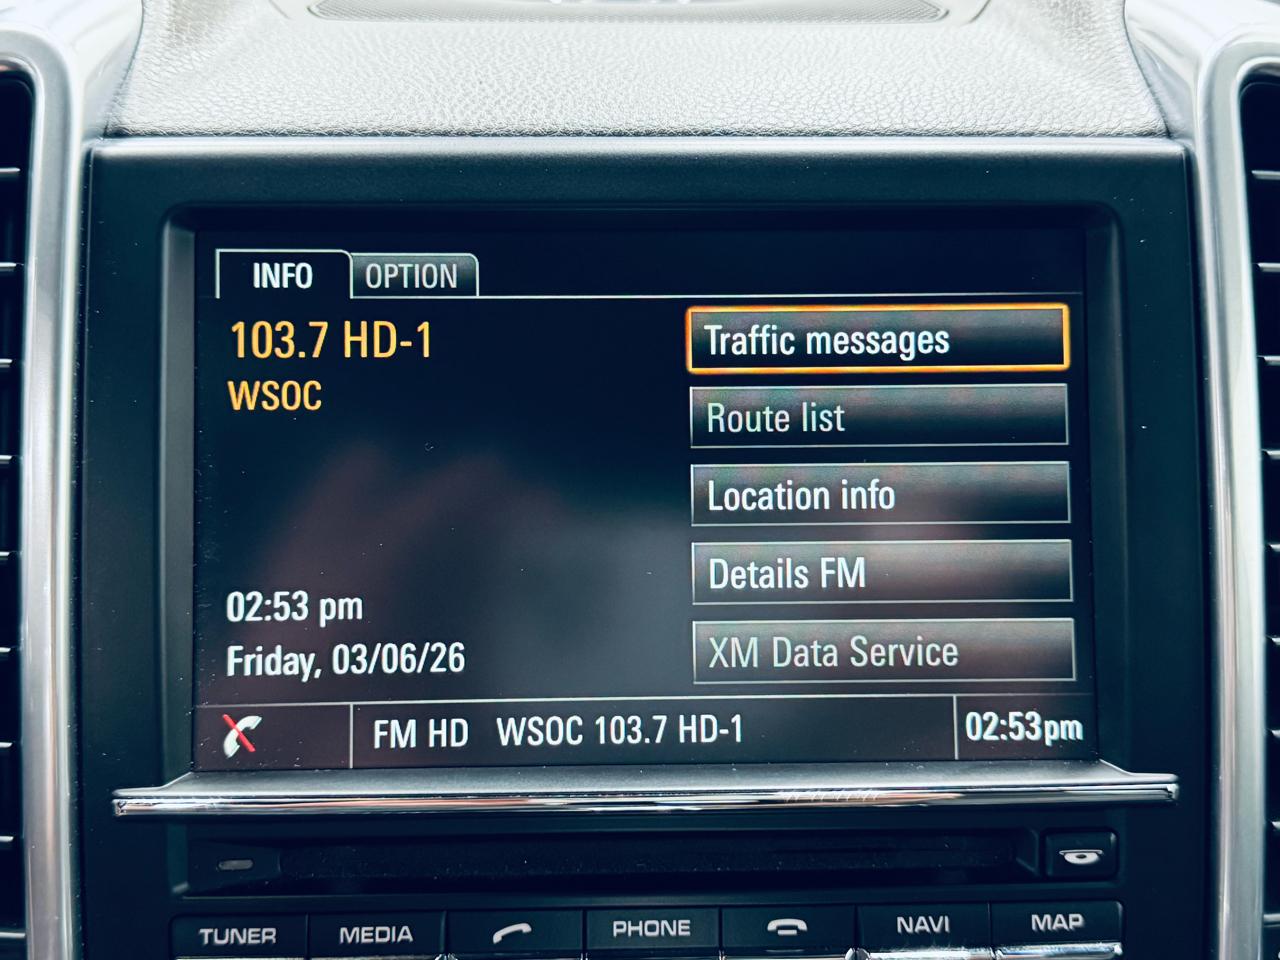 INFO
OPTION
103.7 HD-1
WSOC
Traffic messages
Route list
Location info
Details FM
XM Data Service
02:53 pm
Friday, 03/06/26
FM HD WSOC 103.7 HD-1
02:53pm
TUNER
MEDIA
PHONE
NAVI
MAP